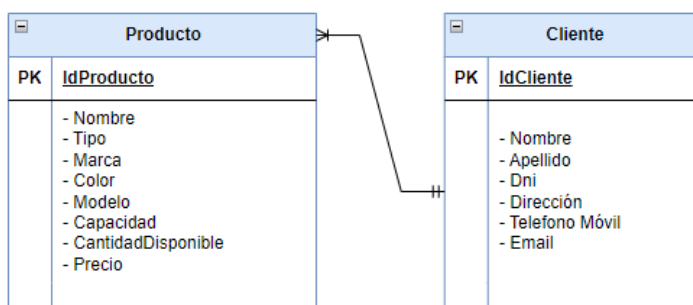 Producto
PK IdProducto
- Nombre
- Tipo
- Marca
- Color
- Modelo
- Capacidad
- CantidadDisponible
- Precio
Cliente
PK IdCliente
- Nombre
- Apellido
- Dni
- Dirección
- Telefono Móvil
- Email